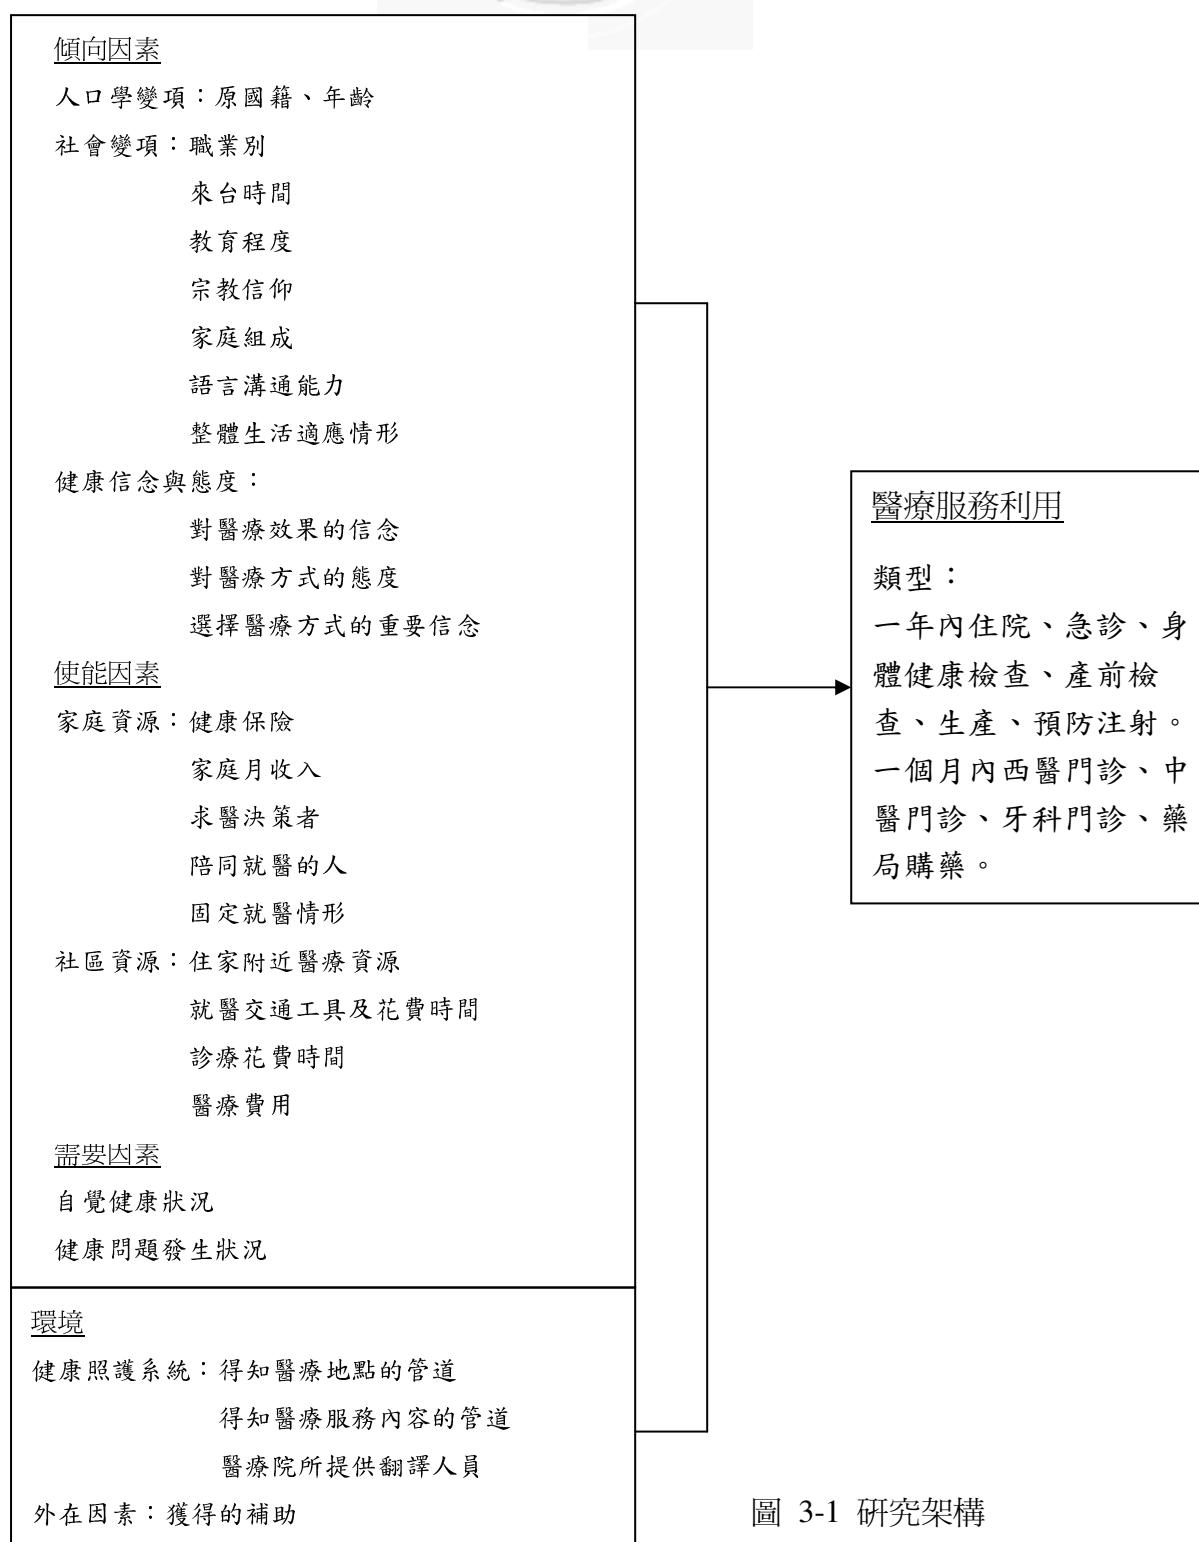 傾向因素
人口學變項：原國籍、年齡
社會變項：職業別
來台時間
教育程度
宗教信仰
家庭組成
語言溝通能力
整體生活適應情形
健康信念與態度：
對醫療效果的信念
對醫療方式的態度
選擇醫療方式的重要信念
使能因素
家庭資源：健康保險
家庭月收入
求醫決策者
陪同就醫的人
固定就醫情形
社區資源：住家附近醫療資源
就醫交通工具及花費時間
診療花費時間
醫療費用
需要因素
自覺健康狀況
健康問題發生狀況
環境
健康照護系統：得知醫療地點的管道
得知醫療服務內容的管道
醫療院所提供翻譯人員
外在因素：獲得的補助
醫療服務利用
類型：
一年內住院、急診、身
體健康檢查、產前檢
查、生產、預防注射。
一個月內西醫門診、中
醫門診、牙科門診、藥
局購藥。
圖 3-1 研究架構